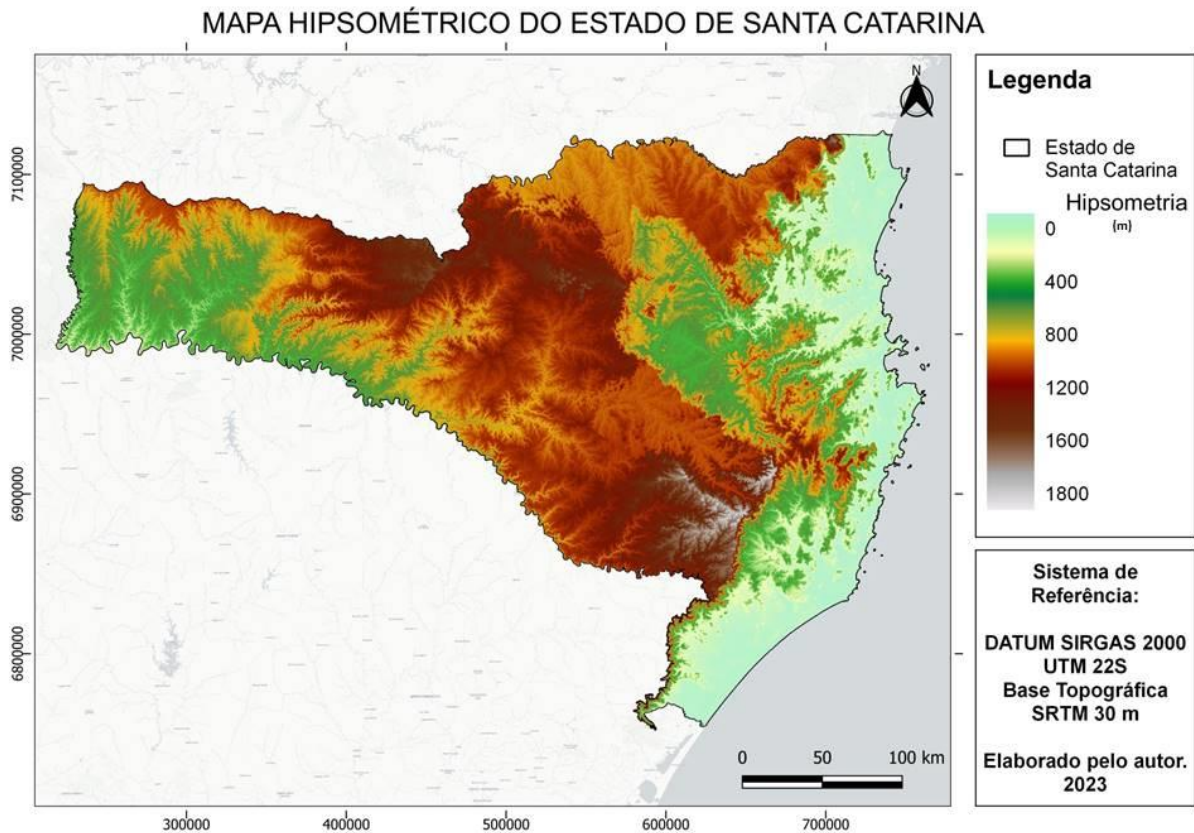 MAPA HIPSOMÉTRICO DO ESTADO DE SANTA CATARINA
N
7100000
7000000
6900000
6800000
300000
400000
500000
600000
700000
0
50
100 km
Legenda
Estado de
Santa Catarina
Hipsometria
(m)
0
400
800
1200
1600
1800
Sistema de
Referência:
DATUM SIRGAS 2000
UTM 22S
Base Topográfica
SRTM 30 m
Elaborado pelo autor.
2023